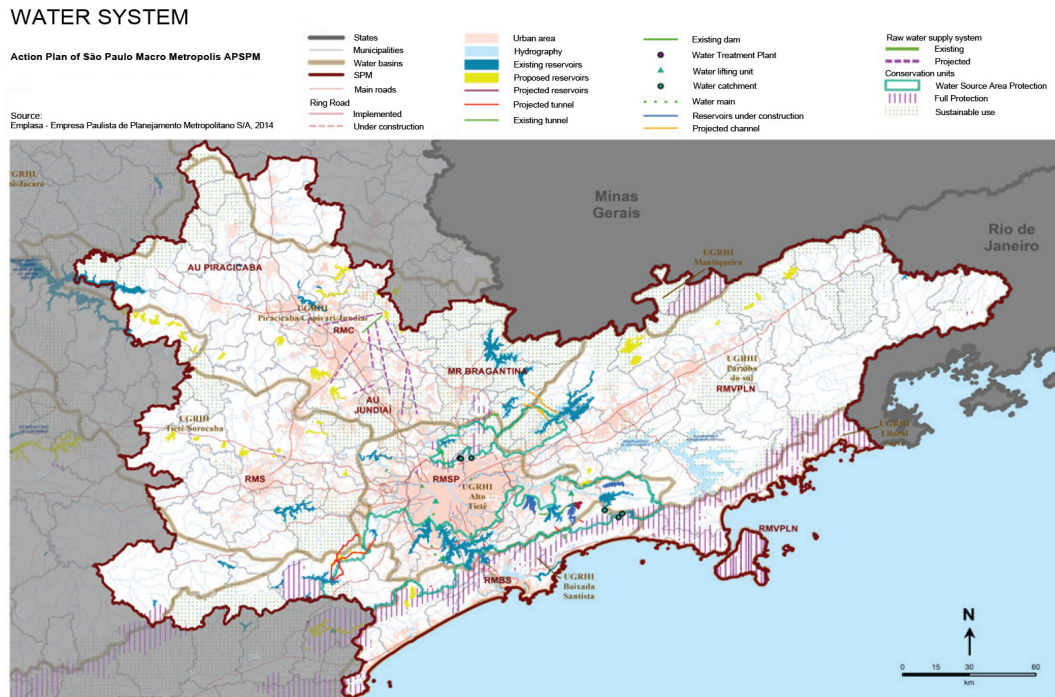 WATER SYSTEM
Action Plan of São Paulo Macro Metropolis APSPM
Source:
Emplasa - Empresa Paulista de Planejamento Metropolitano S/A, 2014
States
Municipalities
Water basins
SPM
Main roads
Ring Road
Implemented
Under construction
Urban area
Hydrography
Existing reservoirs
Proposed reservoirs
Projected reservoirs
Projected tunnel
Existing tunnel
Existing dam
Water Treatment Plant
Water lifting unit
Water catchment
Water main
Reservoirs under construction
Projected channel
Raw water supply system
Existing
Projected
Conservation units
Water Source Area Protection
Full Protection
Sustainable use
UGRHI
Minas
Gerais
Rio de
Janeiro
UGRHI
Mantiqueira
AU PIRACICABA
UGRHI
Piracicaba/Capivari/Jundiaí
RMC
MR BRAGANTINA
UGRHI
Paraíba
do sul
RMVPLN
AU
JUNDIAÍ
UGRHI
Tietê/Sorocaba
UGRHI
Litoral
RMS
RMSP
UGRHI
Alto
Tietê
RMVPLN
RMBS
UGRHI
Baixada
Santista
N
0 15 30 60
km